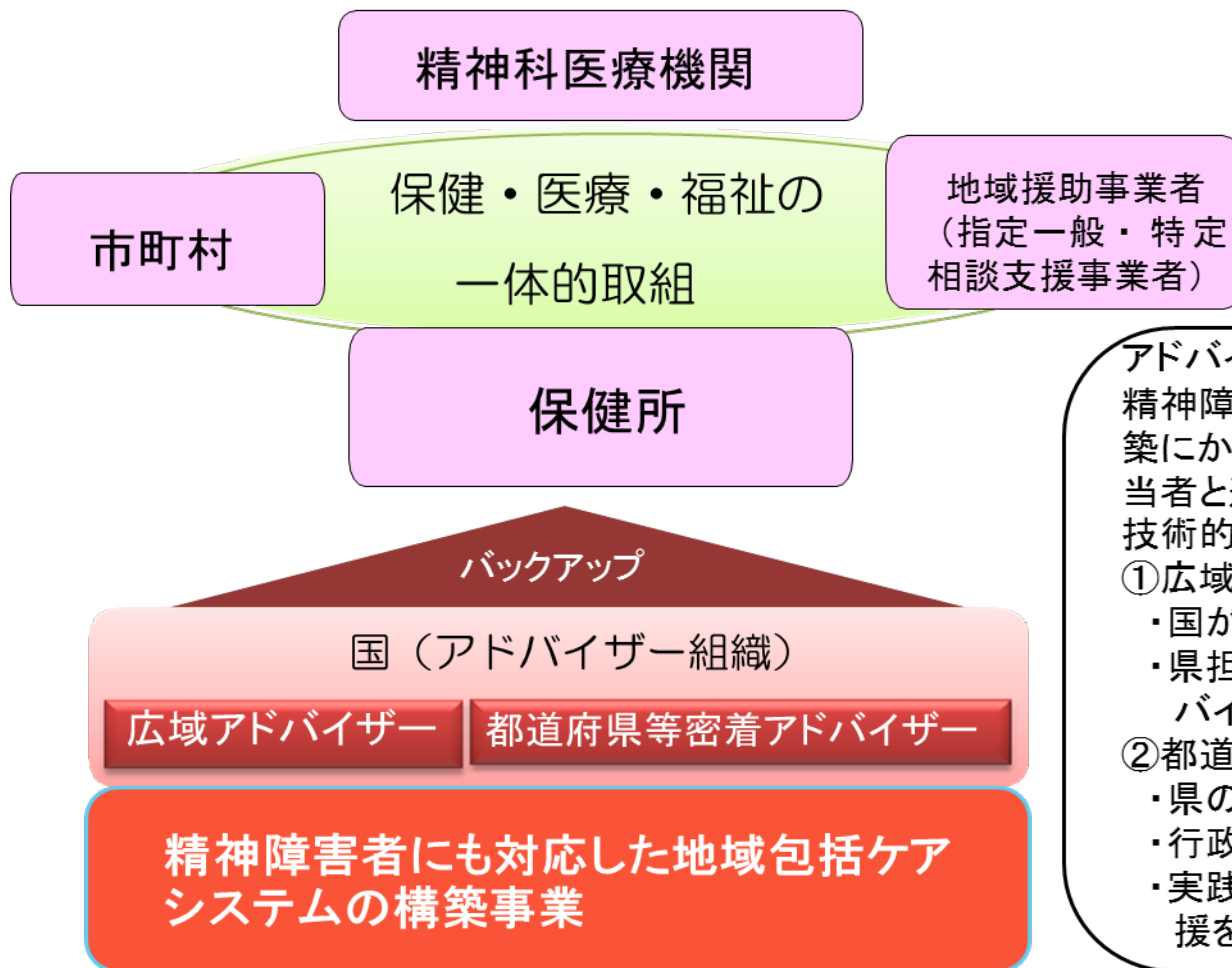 精神科医療機関
保健・医療・福祉の
一体的取組
市町村
地域援助事業者
（指定一般・特定
相談支援事業者）
保健所
バックアップ
国（アドバイザー組織）
広域アドバイザー
都道府県等密着アドバイザー
精神障害者にも対応した地域包括ケア
システムの構築事業
アドバイ
精神障
築にか
当者と
技術的
①広域
・国が
・県担
バイ
②都道
・県の
・行政
・実践
援を